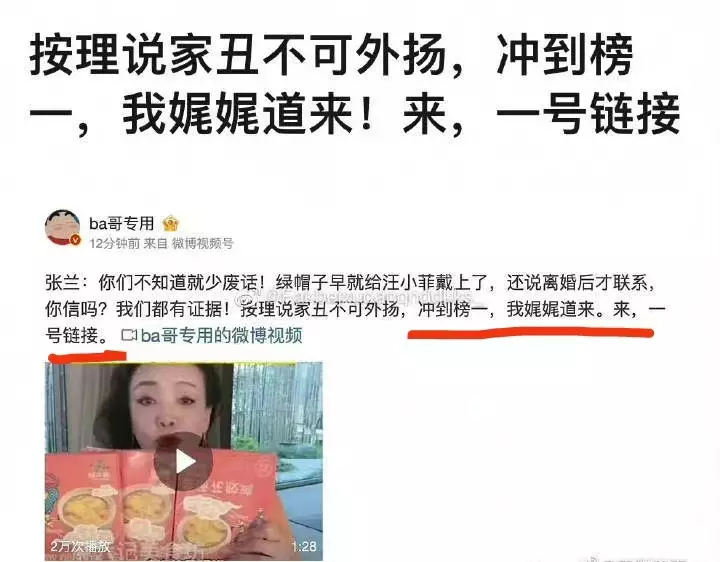 按理说家丑不可外扬，冲到榜
一，我娓娓道来！来，一号链接
ba哥专用
12分钟前 来自 微博视频号
张兰：你们不知道就少废话！绿帽子早就给汪小菲戴上了，还说离婚后才联系，
你信吗？我们都有证据！按理说家丑不可外扬，冲到榜一，我娓娓道来。来，一
号链接。 ba哥专用的微博视频
2万次播放
1:28